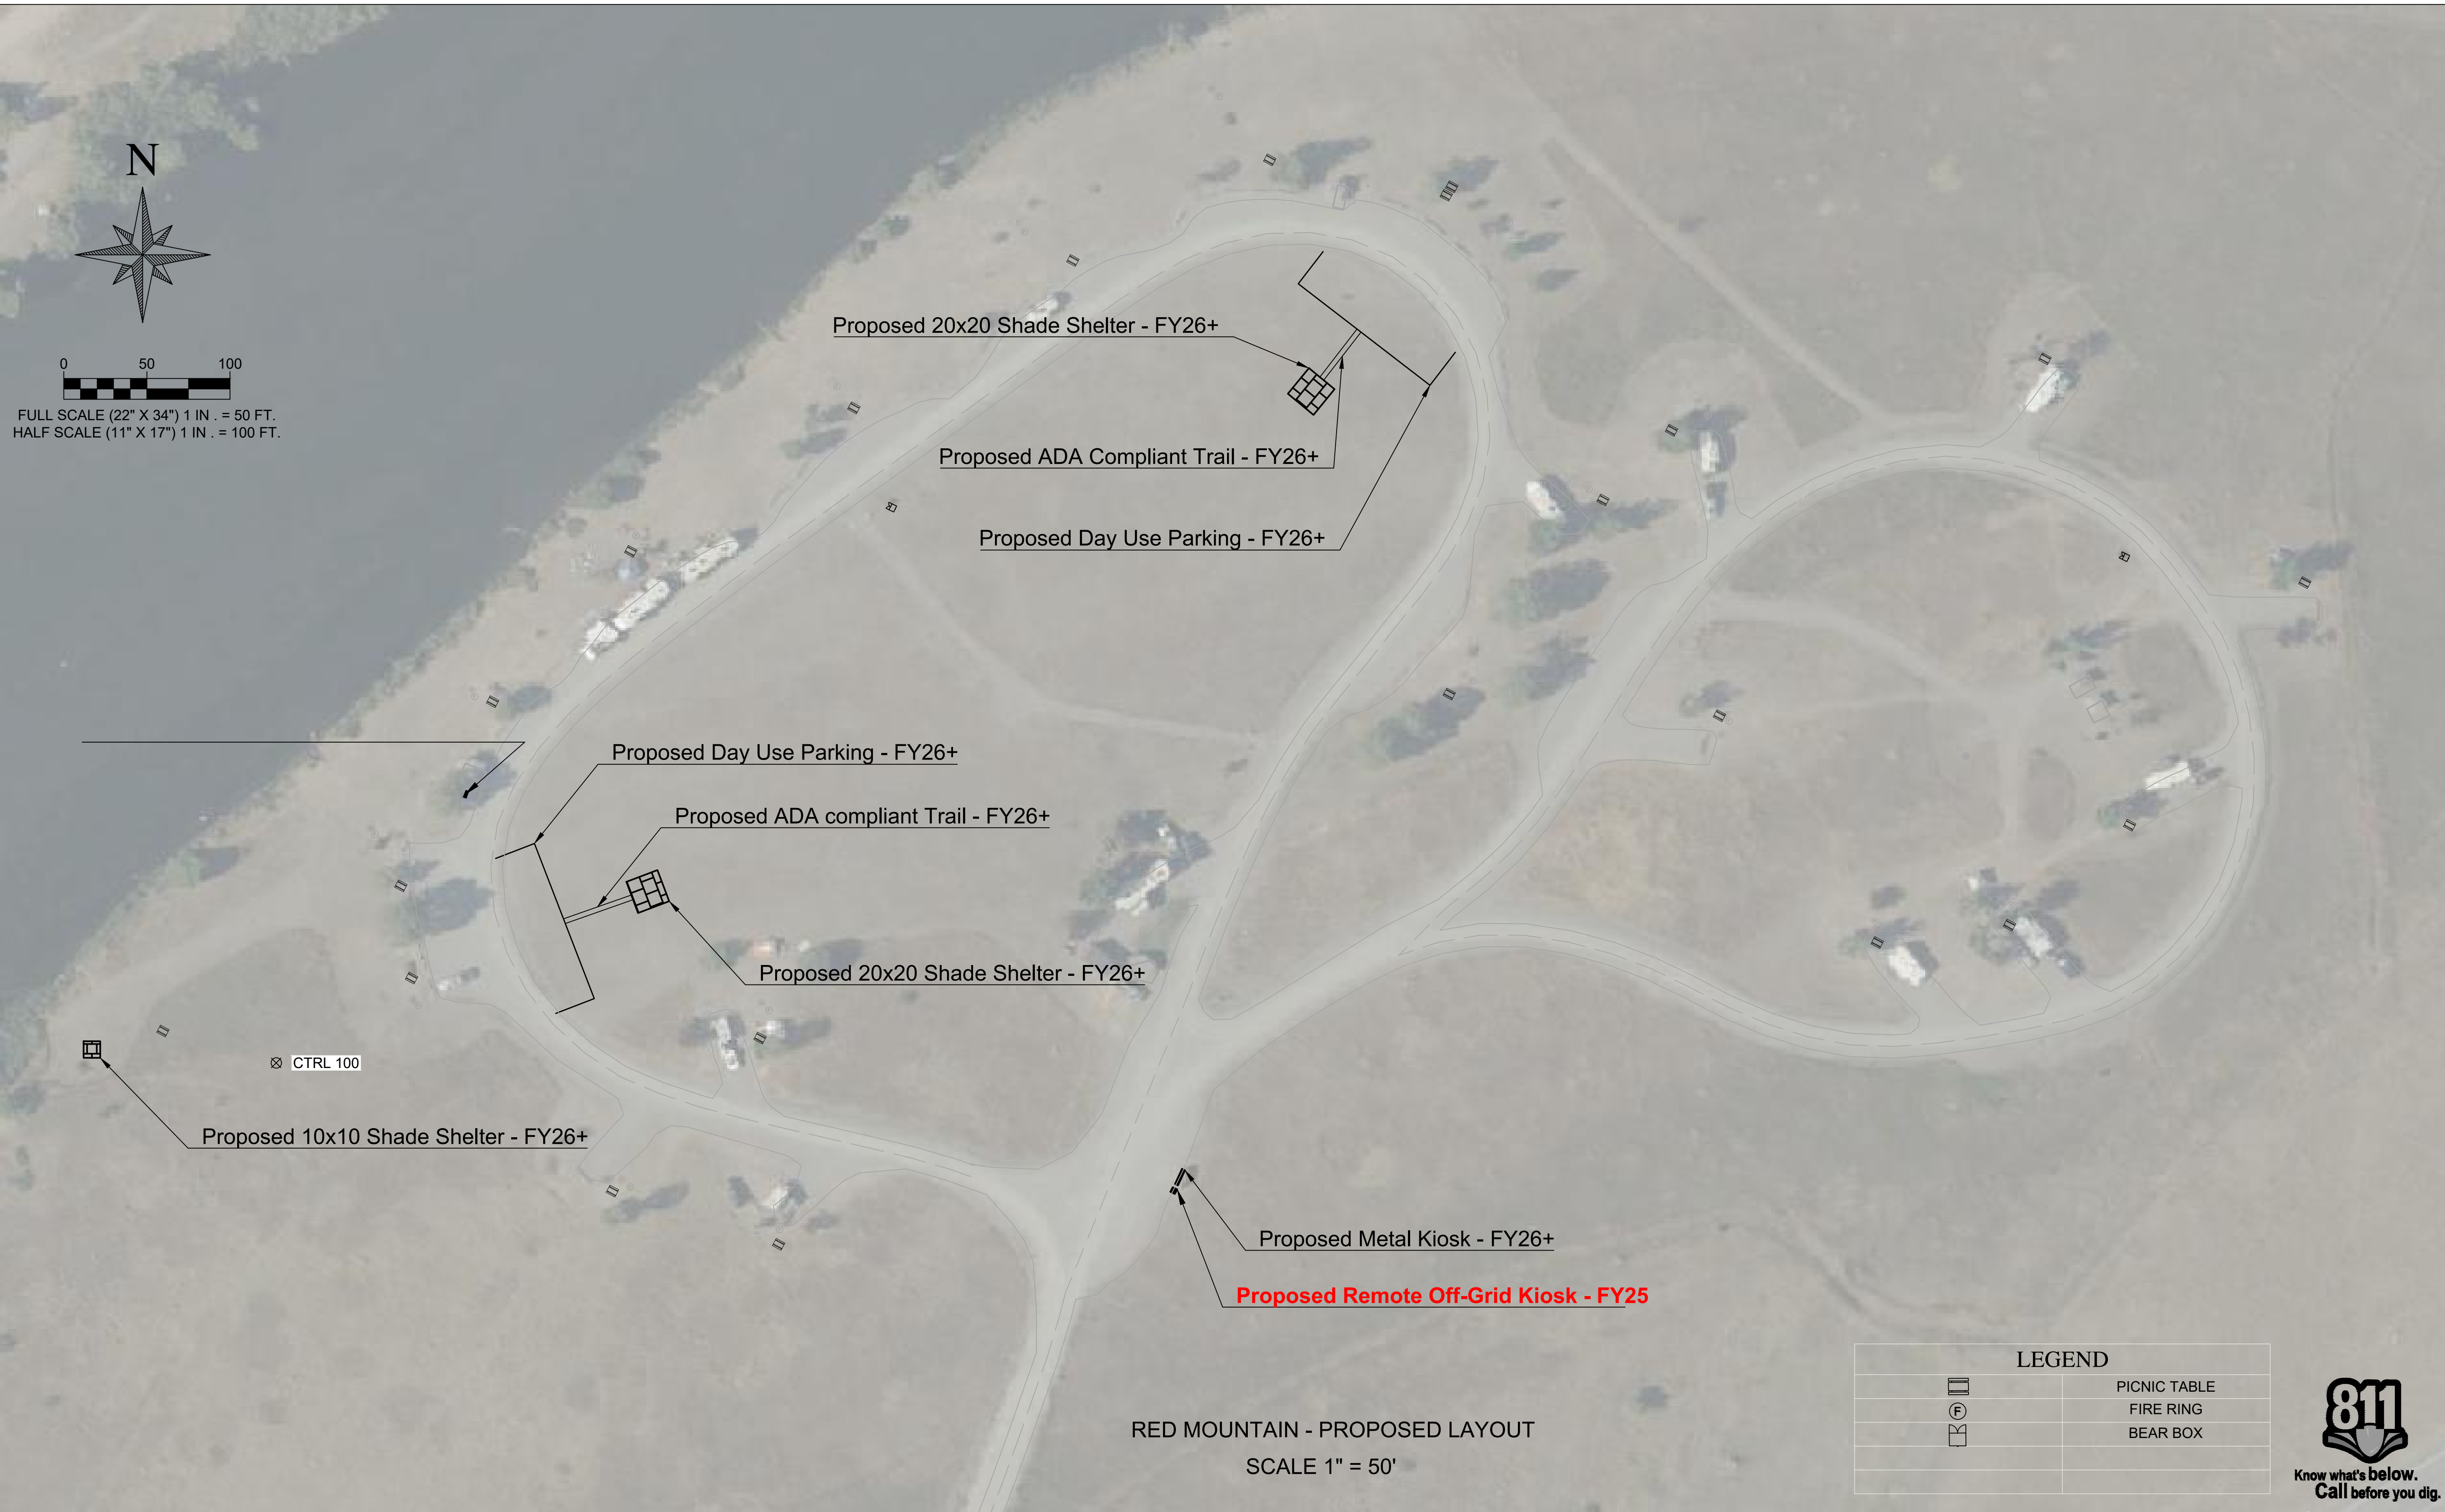 N
0 50 100
FULL SCALE (22" X 34") 1 IN . = 50 FT.
HALF SCALE (11" X 17") 1 IN . = 100 FT.
Proposed 20x20 Shade Shelter - FY26+
Proposed ADA Compliant Trail - FY26+
Proposed Day Use Parking - FY26+
Proposed Day Use Parking - FY26+
Proposed ADA compliant Trail - FY26+
Proposed 20x20 Shade Shelter - FY26+
CTRL 100
Proposed 10x10 Shade Shelter - FY26+
Proposed Metal Kiosk - FY26+
Proposed Remote Off-Grid Kiosk - FY25
RED MOUNTAIN - PROPOSED LAYOUT
SCALE 1" = 50'
LEGEND
PICNIC TABLE
F FIRE RING
BEAR BOX
811
Know what's below.
Call before you dig.